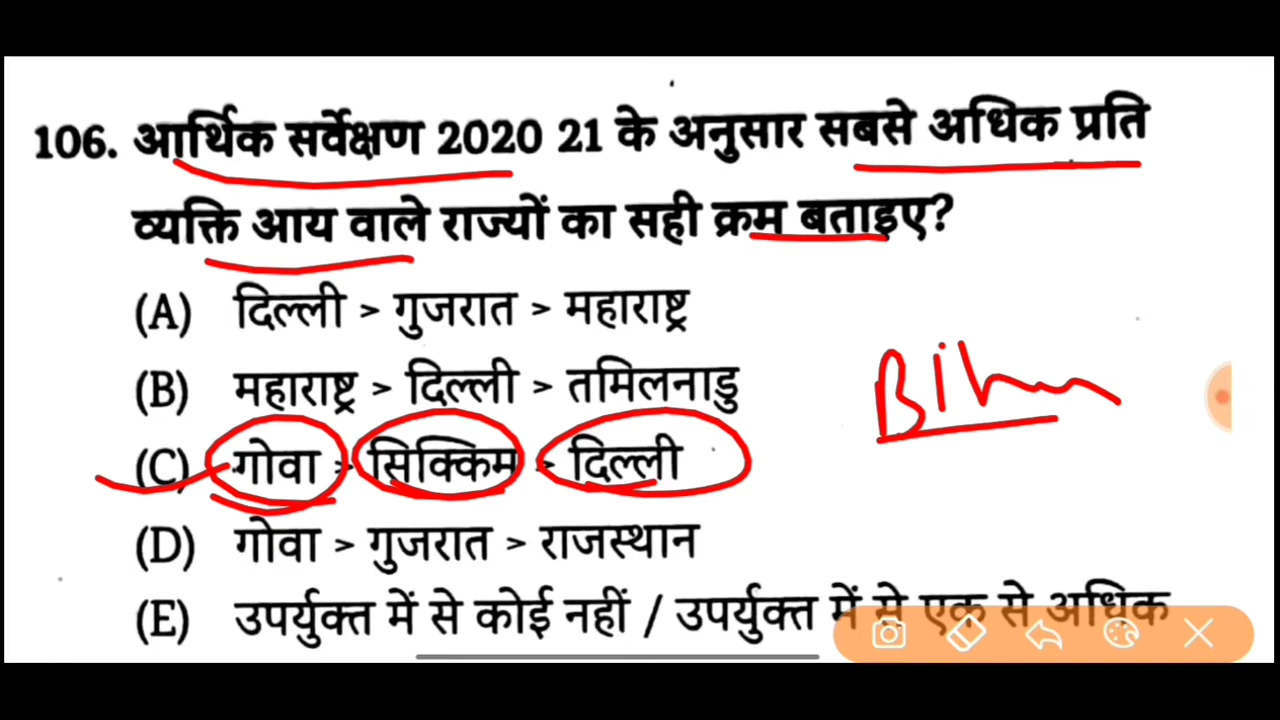 106. आर्थिक सर्वेक्षण 2020 21 के अनुसार सबसे अधिक प्रति
व्यक्ति आय वाले राज्यों का सही क्रम बताइए?
(A) दिल्ली > गुजरात > महाराष्ट्र
(B) महाराष्ट्र > दिल्ली > तमिलनाडु
Bihar
(C) गोवा > सिक्किम > दिल्ली
(D) गोवा > गुजरात > राजस्थान
(E) उपर्युक्त में से कोई नहीं / उपर्युक्त में से एक से अधिक